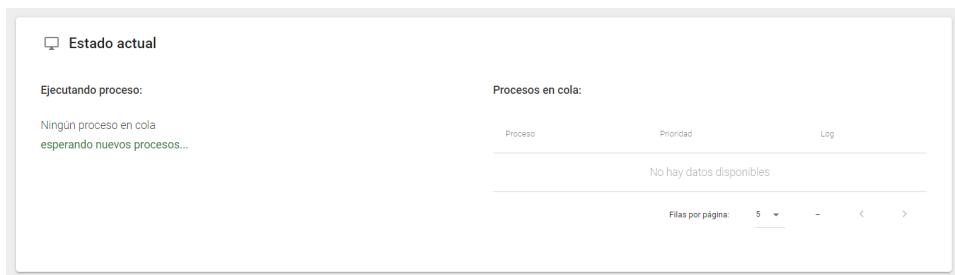 Estado actual
Ejecutando proceso:
Ningún proceso en cola
esperando nuevos procesos...
Procesos en cola:
Proceso Prioridad Log
No hay datos disponibles
Filas por página: 5 –